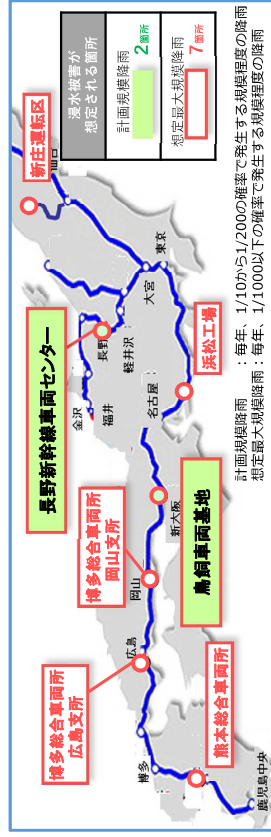 浸水被害が
想定される箇所
計画規模降雨
2箇所
想定最大規模降雨
7箇所
新庄運転区
仙台
長野新幹線車両センター
長野
金沢
福井
軽井沢
大宮
東京
名古屋
浜松工場
博多総合車両所
岡山支所
岡山
新大阪
鳥飼車両基地
博多総合車両所
広島支所
広島
博多
熊本総合車両所
鹿児島中央
計画規模降雨 :毎年、1/10から1/200の確率で発生する規模程度の降雨
想定最大規模降雨:毎年、1/1000以下の確率で発生する規模程度の降雨